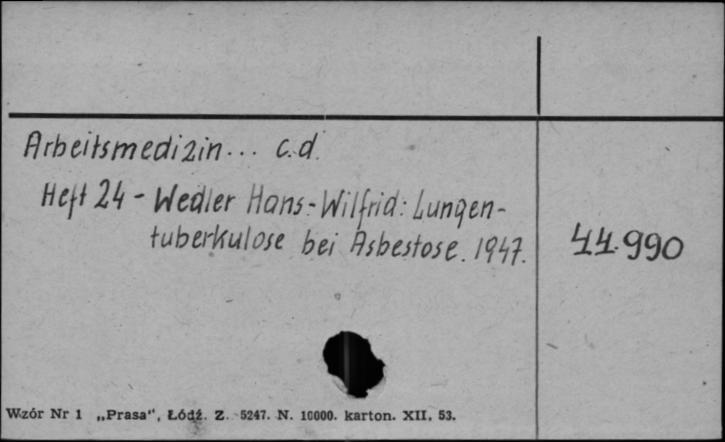 Arbeitsmedizin... c.d.
Heft 24 - Wedler Hans-Wilfrid: Lungen-
tuberkulose bei Asbestose. 1947.
44.990
Wzór Nr 1 „Prasa", Łódź. Z. 5247. N. 10000. karton. XII. 53.